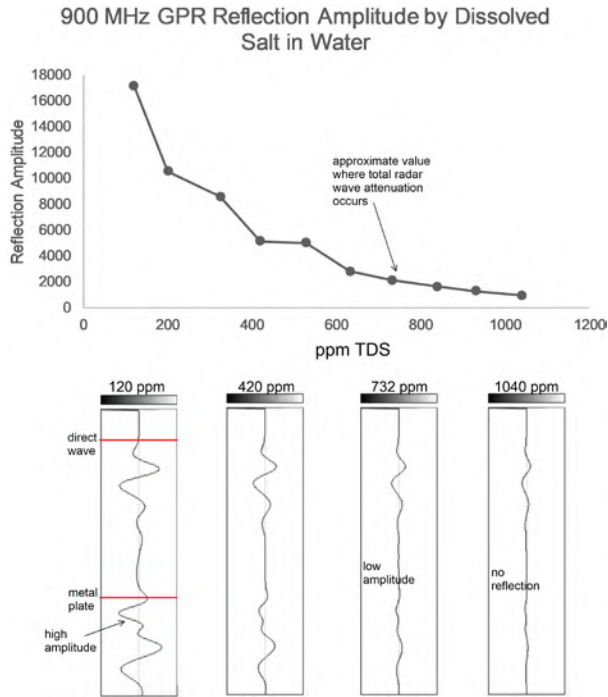 900 MHz GPR Reflection Amplitude by Dissolved
Salt in Water
18000
16000
14000
12000
10000
8000
6000
4000
2000
0
Reflection Amplitude
approximate value
where total radar
wave attenuation
occurs
0 200 400 600 800 1000 1200
ppm TDS
120 ppm 420 ppm 732 ppm 1040 ppm
direct
wave
low
amplitude
no
reflection
metal
plate
high
amplitude